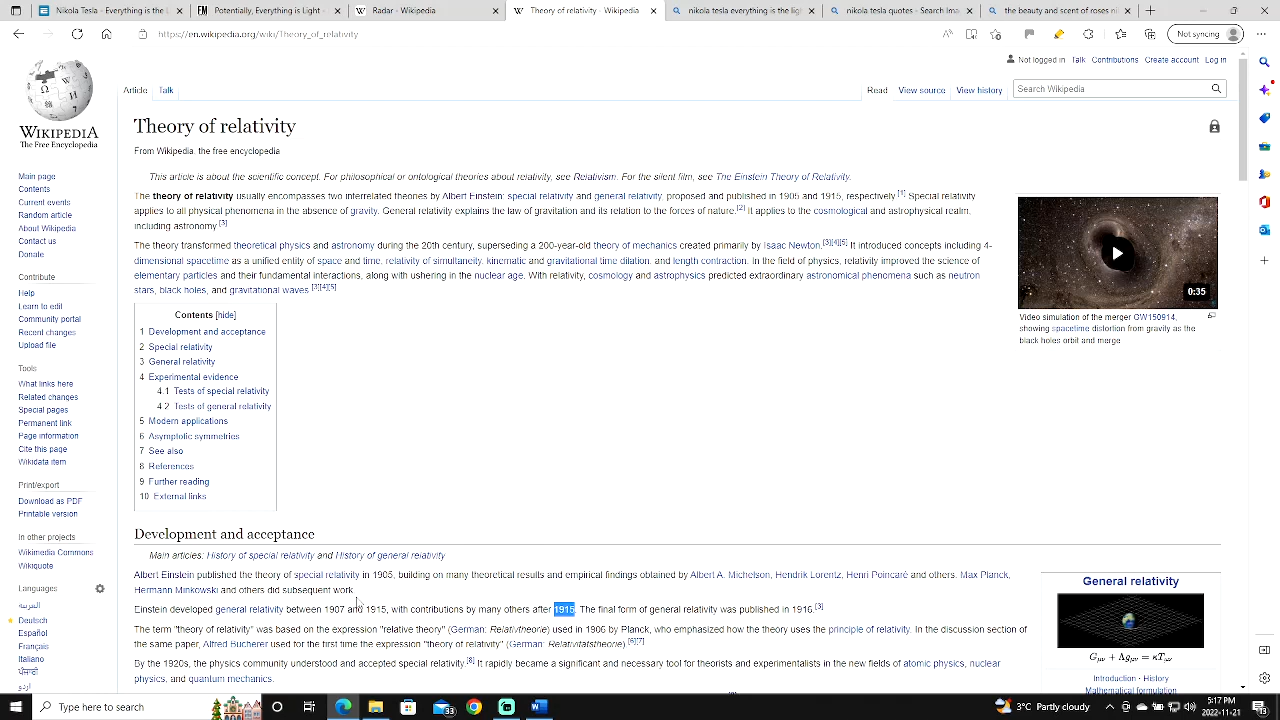 Nikola Tesla - Everything is the L
Potentially, Everything is Light -
Radar - Wikipedia
Theory of relativity - Wikipedia
nikola tesla everything is the ligh
nikola tesla quotes - Search Ima
the beauty and scent of roses ni
https://en.wikipedia.org/wiki/Theory_of_relativity
Not syncing
Not logged in Talk Contributions Create account Log in
Article Talk
Read View source View history
Search Wikipedia
WIKIPEDIA
The Free Encyclopedia
Main page
Contents
Current events
Random article
About Wikipedia
Contact us
Donate
Contribute
Help
Learn to edit
Community portal
Recent changes
Upload file
Tools
What links here
Related changes
Special pages
Permanent link
Page information
Cite this page
Wikidata item
Print/export
Download as PDF
Printable version
In other projects
Wikimedia Commons
Wikiquote
Languages
العربية
Deutsch
Español
Français
Italiano
اردو
Theory of relativity
From Wikipedia, the free encyclopedia
This article is about the scientific concept. For philosophical or ontological theories about relativity, see Relativism. For the silent film, see The Einstein Theory of Relativity.
The theory of relativity usually encompasses two interrelated theories by Albert Einstein: special relativity and general relativity, proposed and published in 1905 and 1915, respectively.[1] Special relativity
applies to all physical phenomena in the absence of gravity. General relativity explains the law of gravitation and its relation to the forces of nature.[2] It applies to the cosmological and astrophysical realm,
including astronomy.[3]
The theory transformed theoretical physics and astronomy during the 20th century, superseding a 200-year-old theory of mechanics created primarily by Isaac Newton.[3][4][5] It introduced concepts including 4-
dimensional spacetime as a unified entity of space and time, relativity of simultaneity, kinematic and gravitational time dilation, and length contraction. In the field of physics, relativity improved the science of
elementary particles and their fundamental interactions, along with ushering in the nuclear age. With relativity, cosmology and astrophysics predicted extraordinary astronomical phenomena such as neutron
stars, black holes, and gravitational waves.[3][4][5]
0:35
Video simulation of the merger GW150914,
showing spacetime distortion from gravity as the
black holes orbit and merge
Contents [hide]
1 Development and acceptance
2 Special relativity
3 General relativity
4 Experimental evidence
4.1 Tests of special relativity
4.2 Tests of general relativity
5 Modern applications
6 Asymptotic symmetries
7 See also
8 References
9 Further reading
10 External links
Development and acceptance
Main articles: History of special relativity and History of general relativity
Albert Einstein published the theory of special relativity in 1905, building on many theoretical results and empirical findings obtained by Albert A. Michelson, Hendrik Lorentz, Henri Poincaré and others. Max Planck,
Hermann Minkowski and others did subsequent work.
Einstein developed general relativity between 1907 and 1915, with contributions by many others after 1915. The final form of general relativity was published in 1916.[3]
The term "theory of relativity" was based on the expression "relative theory" (German: Relativtheorie) used in 1906 by Planck, who emphasized how the theory uses the principle of relativity. In the discussion section of
the same paper, Alfred Bucherer used for the first time the expression "theory of relativity" (German: Relativitätstheorie).[6][7]
By the 1920s, the physics community understood and accepted special relativity.[8] It rapidly became a significant and necessary tool for theorists and experimentalists in the new fields of atomic physics, nuclear
physics, and quantum mechanics.
General relativity
Gμν + Λgμν = κTμν
Introduction · History
Mathematical formulation
Type here to search
3°C Partly cloudy
5:17 PM
2022-11-21